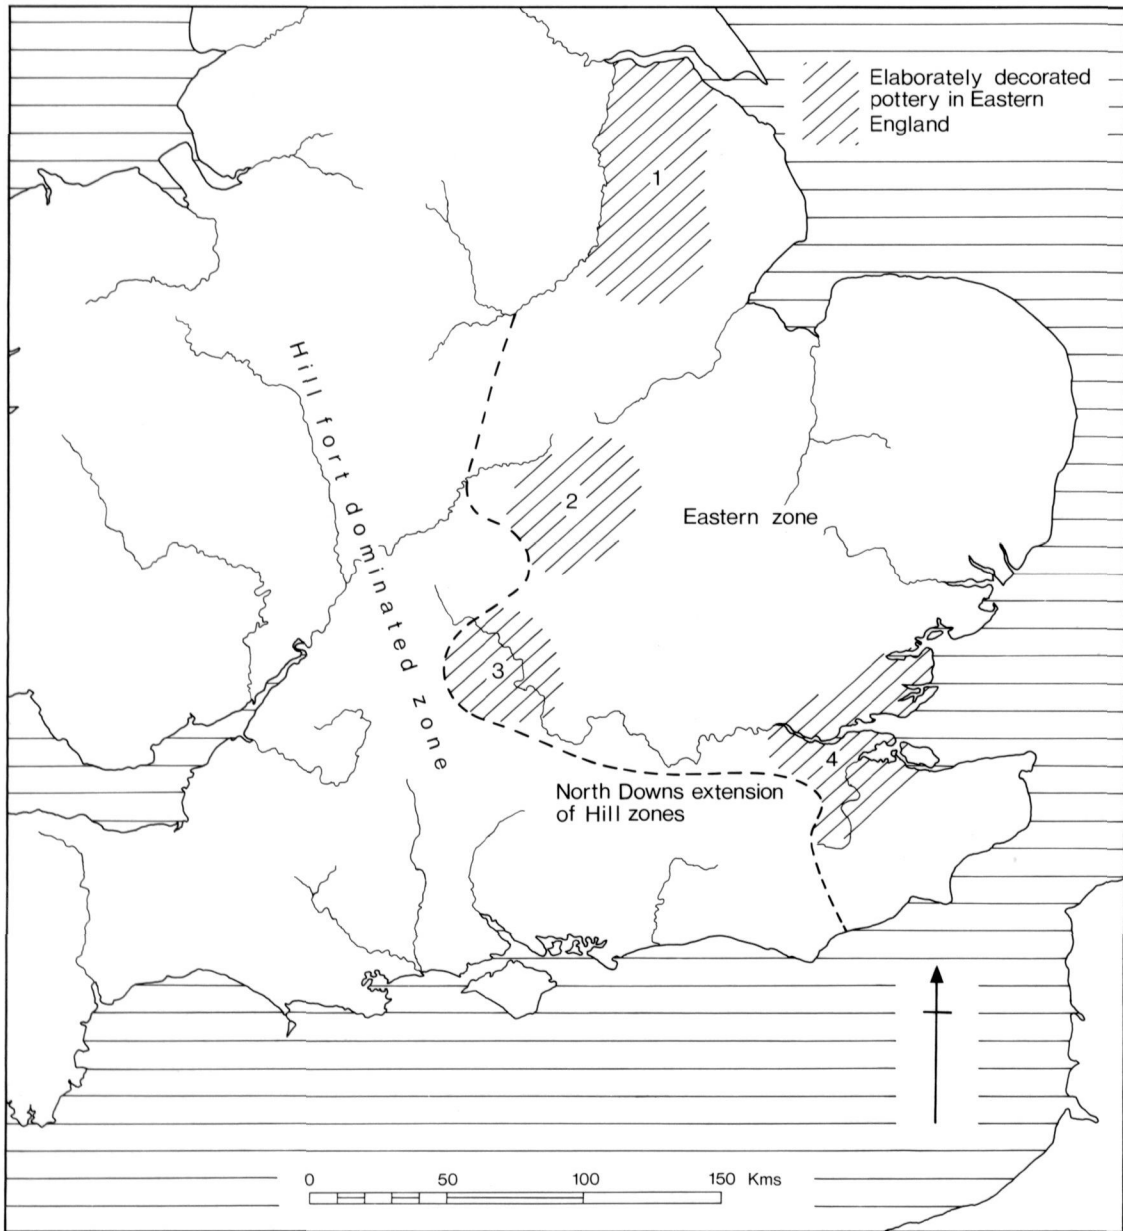 Elaborately decorated
pottery in Eastern
England
1
Hill fort dominated zone
2
Eastern zone
3
4
North Downs extension
of Hill zones
0 50 100 150 Kms